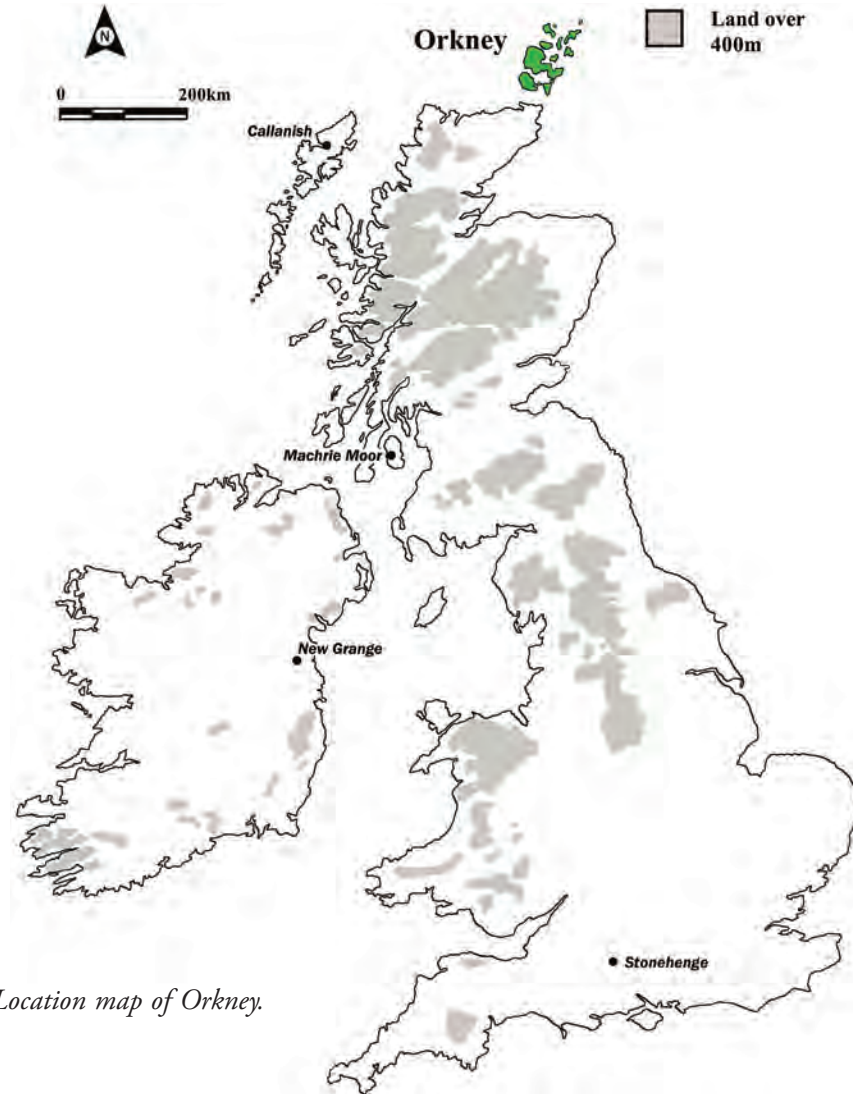 N
Orkney
Land over
400m
0 200km
Callanish
Machrie Moor
New Grange
Stonehenge
Location map of Orkney.